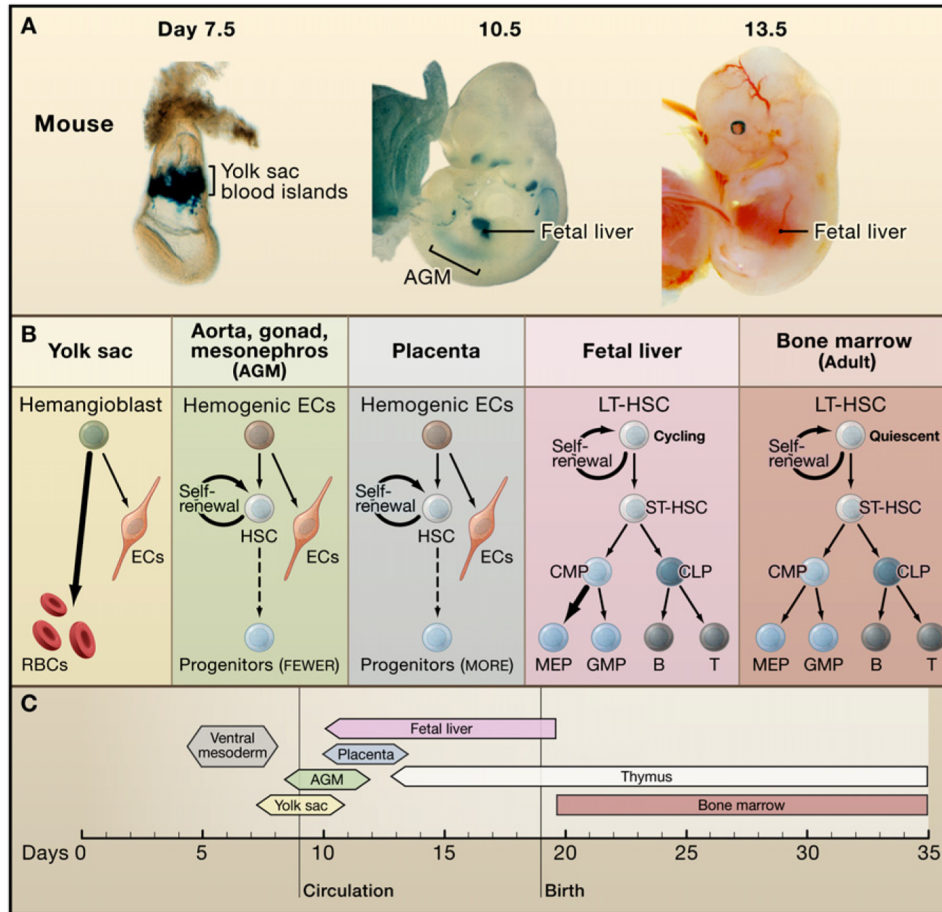 A
Day 7.5
10.5
13.5
Mouse
Yolk sac
blood islands
Fetal liver
AGM
Fetal liver
B
Yolk sac
Aorta, gonad,
mesonephros
(AGM)
Placenta
Fetal liver
Bone marrow
(Adult)
Hemangioblast
ECs
RBCs
Hemogenic ECs
Self-
renewal
HSC
ECs
Progenitors (FEWER)
Hemogenic ECs
Self-
renewal
HSC
ECs
Progenitors (MORE)
LT-HSC
Cycling
Self-
renewal
ST-HSC
CMP
CLP
MEP
GMP
B
T
LT-HSC
Quiescent
Self-
renewal
ST-HSC
CMP
CLP
MEP
GMP
B
T
C
Ventral
mesoderm
Fetal liver
Placenta
AGM
Thymus
Yolk sac
Bone marrow
Days 0 5 10 15 20 25 30 35
Circulation
Birth